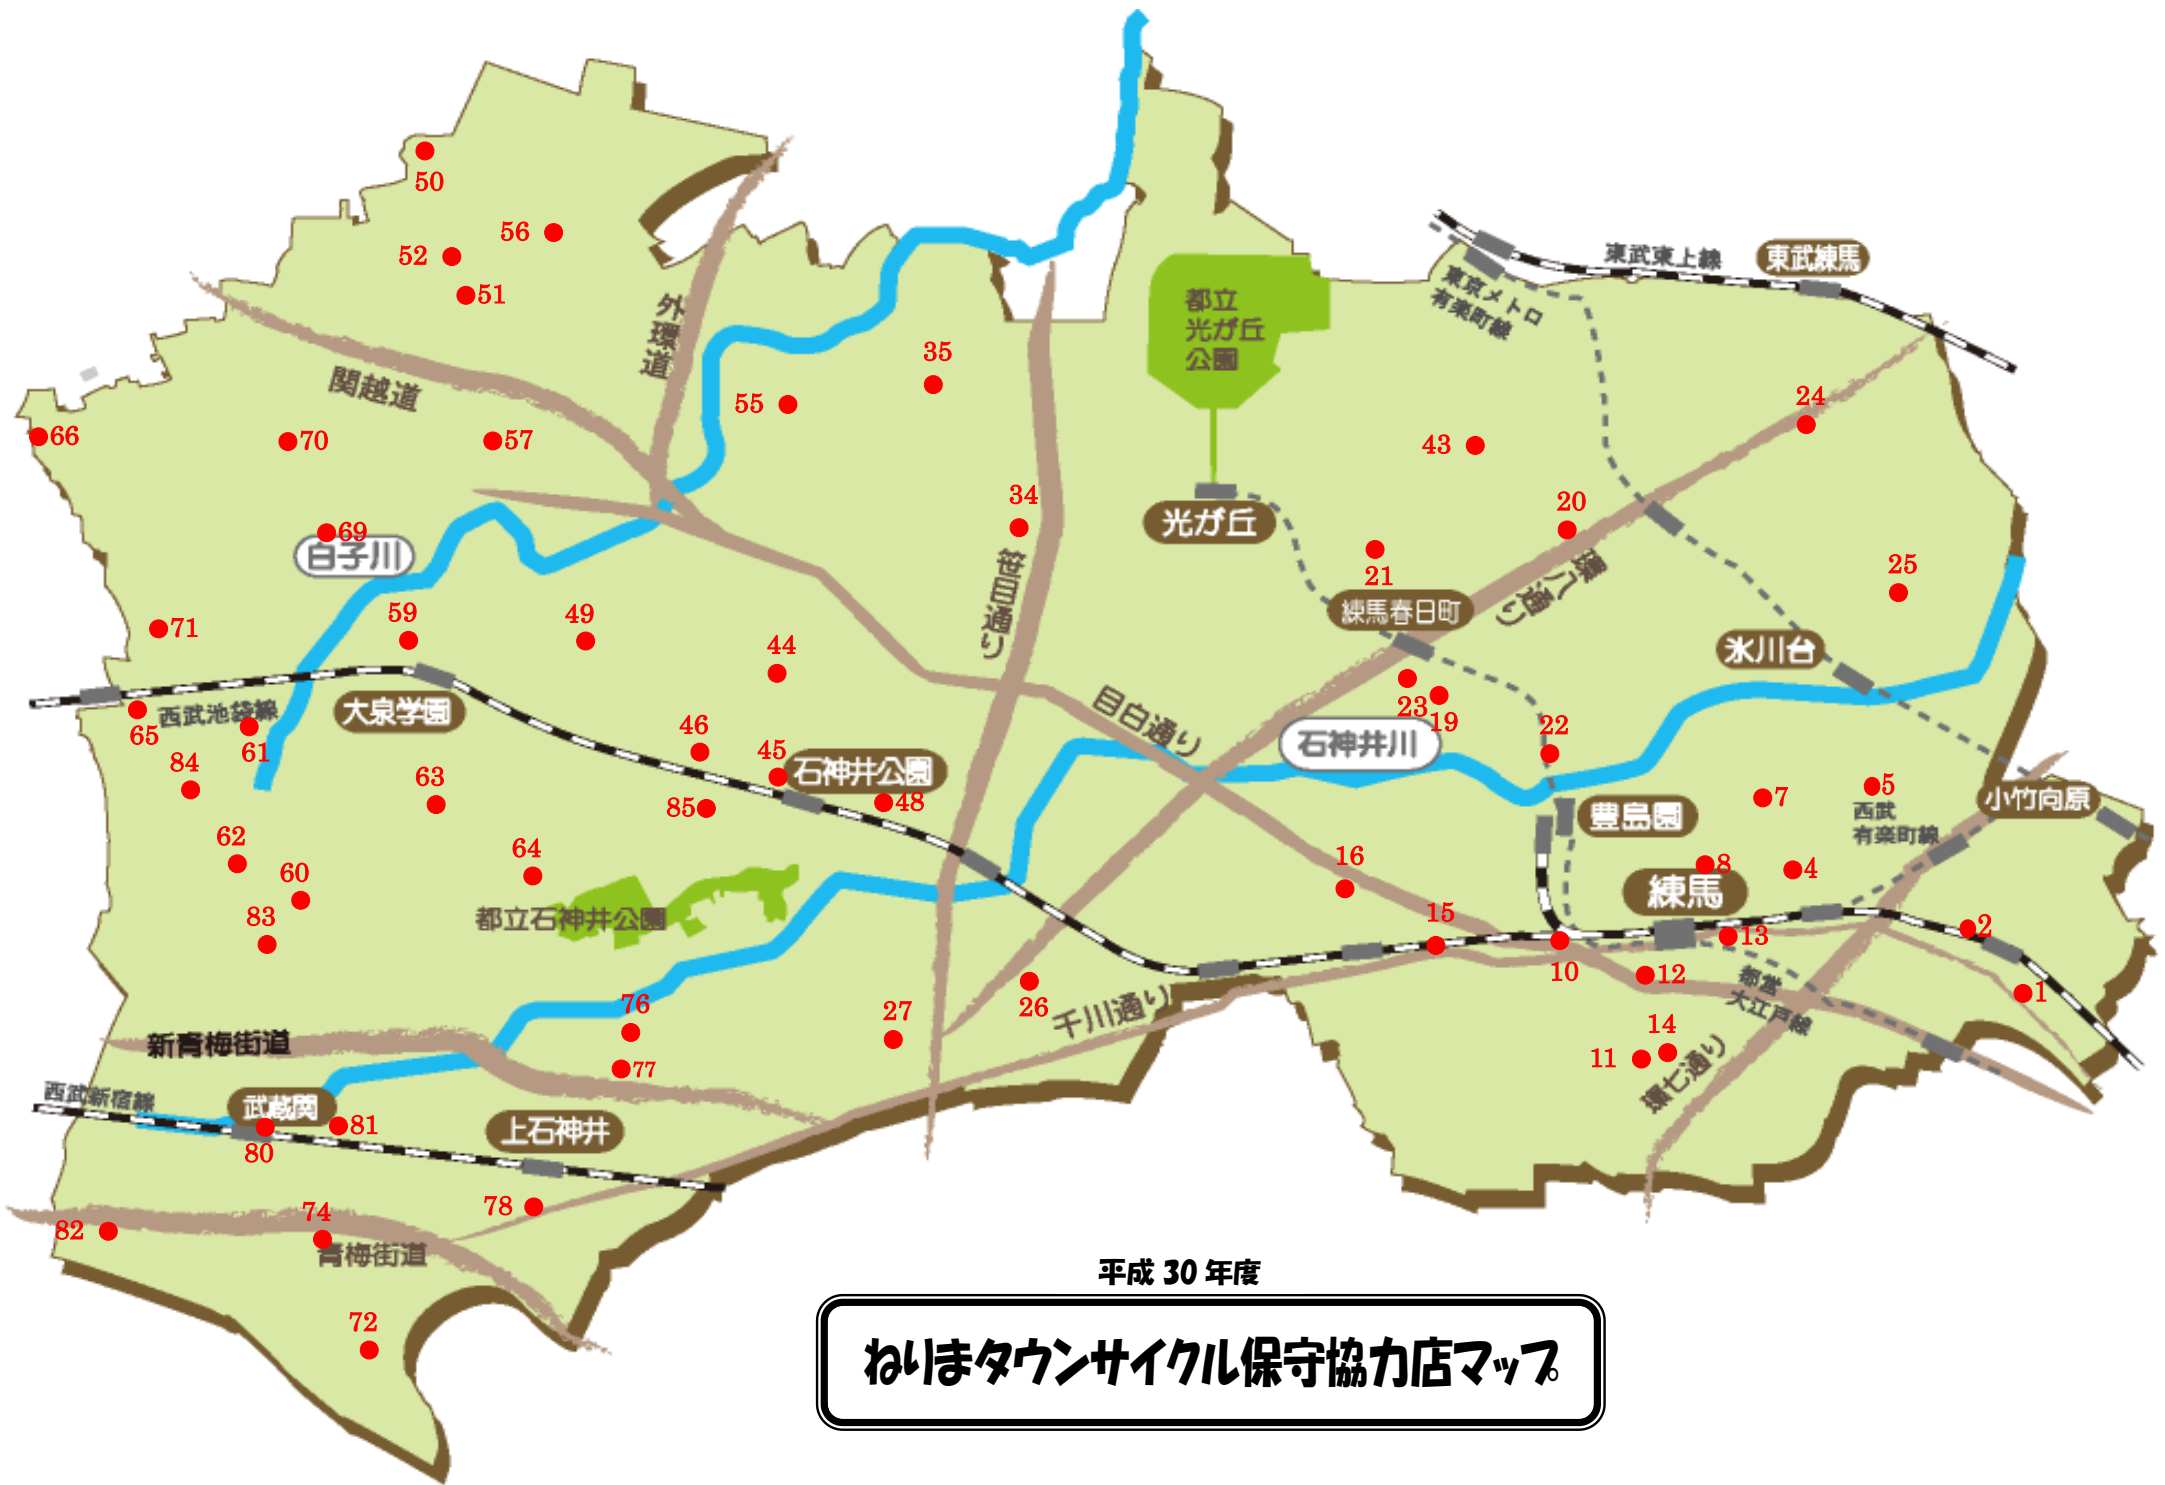 50
56
52
51
外環道
関越道
35
55
66
70
57
34
69
白子川
笹目通り
71
59
49
44
西武池袋線
65
61
大泉学園
46
45
石神井公園
84
63
85
48
62
64
60
83
都立石神井公園
76
77
27
26
千川通り
新青梅街道
西武新宿線
武蔵関
81
80
上石神井
78
82
74
青梅街道
72
都立
光が丘
公園
光が丘
東武東上線
東武練馬
東京メトロ
有楽町線
24
43
20
21
環八通り
25
練馬春日町
氷川台
23
19
目白通り
石神井川
22
豊島園
7
5
西武
有楽町線
小竹向原
16
8
4
練馬
15
10
13
2
12
都営
大江戸線
1
14
11
環七通り
平成 30 年度
ねりまタウンサイクル保守協力店マップ